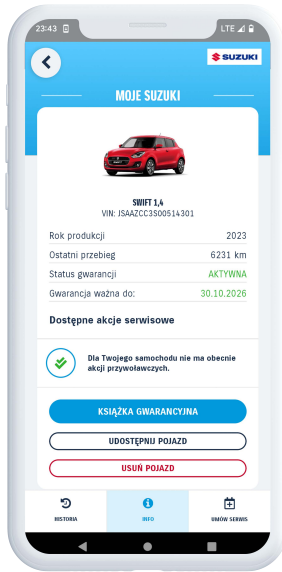 23:43 LTE
SUZUKI
MOJE SUZUKI
SWIFT 1,4
VIN: JSAAZCC3S00514301
Rok produkcji 2023
Ostatni przebieg 6231 km
Status gwarancji AKTYWNA
Gwarancja ważna do: 30.10.2026
Dostępne akcje serwisowe
Dla Twojego samochodu nie ma obecnie
akcji przywoławczych.
KSIĄŻKA GWARANCYJNA
UDOSTĘPNIJ POJAZD
USUŃ POJAZD
HISTORIA INFO UMÓW SERWIS